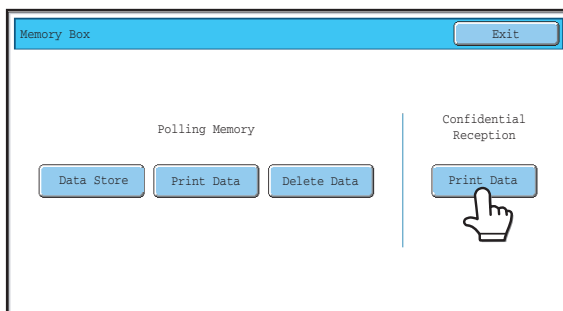 Memory Box
Exit
Polling Memory
Data Store
Print Data
Delete Data
Confidential
Reception
Print Data